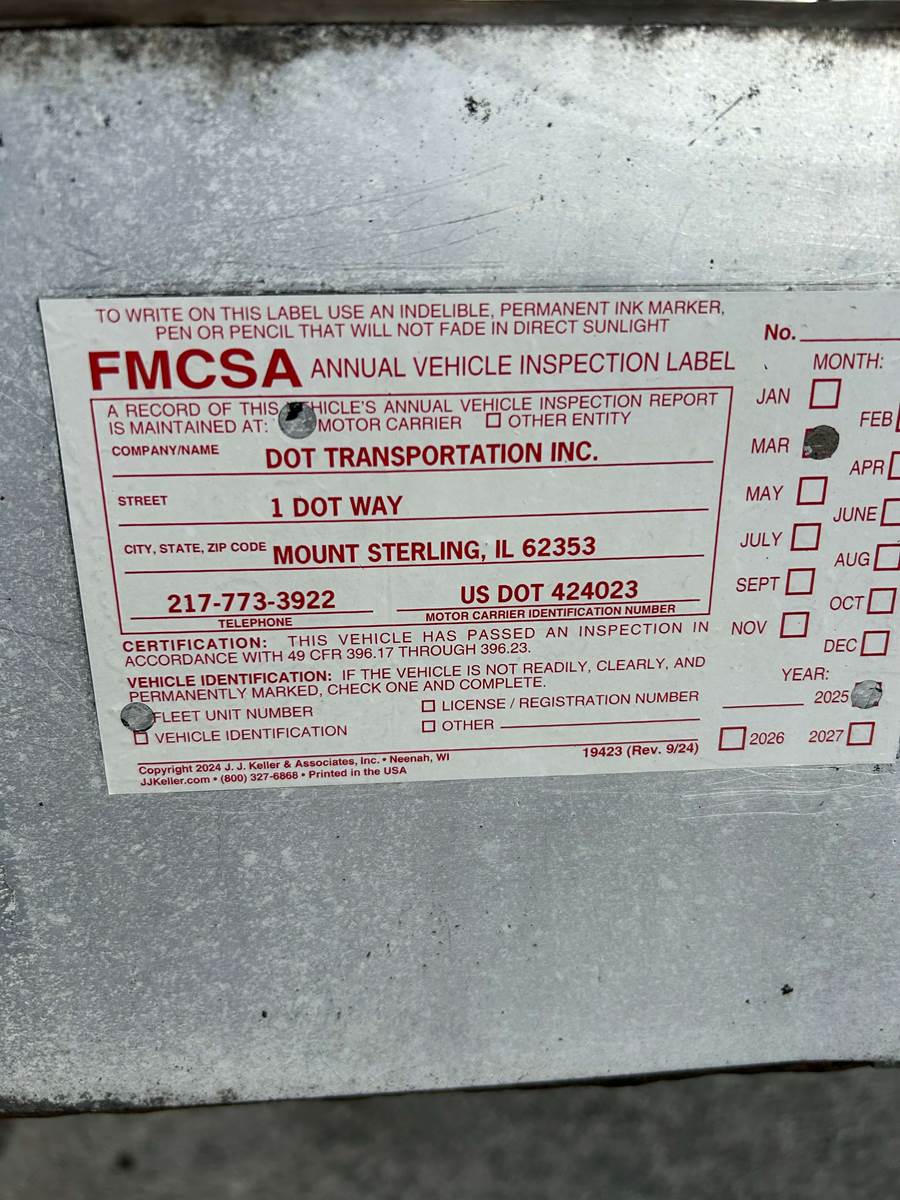 TO WRITE ON THIS LABEL USE AN INDELIBLE, PERMANENT INK MARKER,
PEN OR PENCIL THAT WILL NOT FADE IN DIRECT SUNLIGHT
No.
FMCSA ANNUAL VEHICLE INSPECTION LABEL
A RECORD OF THIS VEHICLE'S ANNUAL VEHICLE INSPECTION REPORT
IS MAINTAINED AT: MOTOR CARRIER OTHER ENTITY
COMPANY/NAME DOT TRANSPORTATION INC.
STREET 1 DOT WAY
CITY, STATE, ZIP CODE MOUNT STERLING, IL 62353
217-773-3922 US DOT 424023
TELEPHONE MOTOR CARRIER IDENTIFICATION NUMBER
CERTIFICATION: THIS VEHICLE HAS PASSED AN INSPECTION IN
ACCORDANCE WITH 49 CFR 396.17 THROUGH 396.23.
VEHICLE IDENTIFICATION: IF THE VEHICLE IS NOT READILY, CLEARLY, AND
PERMANENTLY MARKED, CHECK ONE AND COMPLETE.
FLEET UNIT NUMBER LICENSE / REGISTRATION NUMBER
VEHICLE IDENTIFICATION OTHER
Copyright 2024 J. J. Keller & Associates, Inc. • Neenah, WI
JJKeller.com • (800) 327-6868 • Printed in the USA
19423 (Rev. 9/24)
MONTH:
JAN
FEB
MAR
APR
MAY
JUNE
JULY
AUG
SEPT
OCT
NOV
DEC
YEAR:
2025
2026 2027